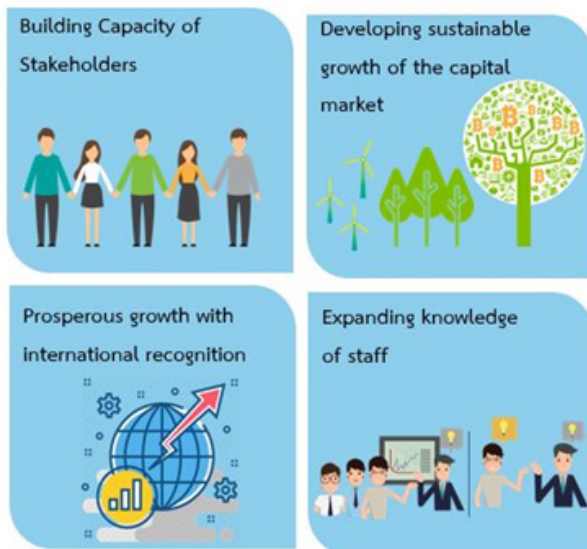 Building Capacity of
Stakeholders
Developing sustainable
growth of the capital
market
Prosperous growth with
international recognition
Expanding knowledge
of staff